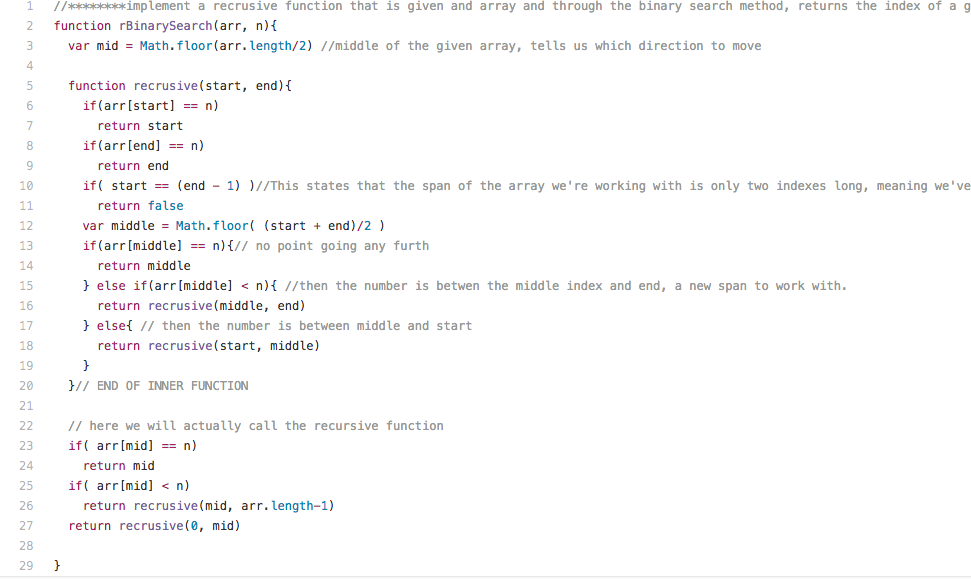 1 //********implement a recrusive function that is given and array and through the binary search method, returns the index of a g
2 function rBinarySearch(arr, n){
3 var mid = Math.floor(arr.length/2) //middle of the given array, tells us which direction to move
4
5 function recrusive(start, end){
6 if(arr[start] == n)
7 return start
8 if(arr[end] == n)
9 return end
10 if( start == (end - 1) )//This states that the span of the array we're working with is only two indexes long, meaning we've
11 return false
12 var middle = Math.floor( (start + end)/2 )
13 if(arr[middle] == n){// no point going any furth
14 return middle
15 } else if(arr[middle] < n){ //then the number is betwen the middle index and end, a new span to work with.
16 return recrusive(middle, end)
17 } else{ // then the number is between middle and start
18 return recrusive(start, middle)
19 }
20 }// END OF INNER FUNCTION
21
22 // here we will actually call the recursive function
23 if( arr[mid] == n)
24 return mid
25 if( arr[mid] < n)
26 return recrusive(mid, arr.length-1)
27 return recrusive(0, mid)
28
29 }